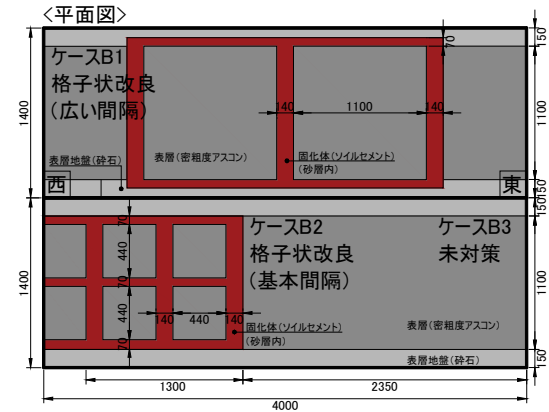 <平面図>
ケースB1
格子状改良
(広い間隔)
70
150
140
1100
140
1400
1100
表層地盤(砕石)
表層(密粗度アスコン)
固化体(ソイルセメント)
(砂層内)
西
東
150
150
ケースB2
格子状改良
(基本間隔)
ケースB3
未対策
70
440
70
440
70
140
440
140
1400
1100
固化体(ソイルセメント)
(砂層内)
表層(密粗度アスコン)
表層地盤(砕石)
150
1300
2350
4000